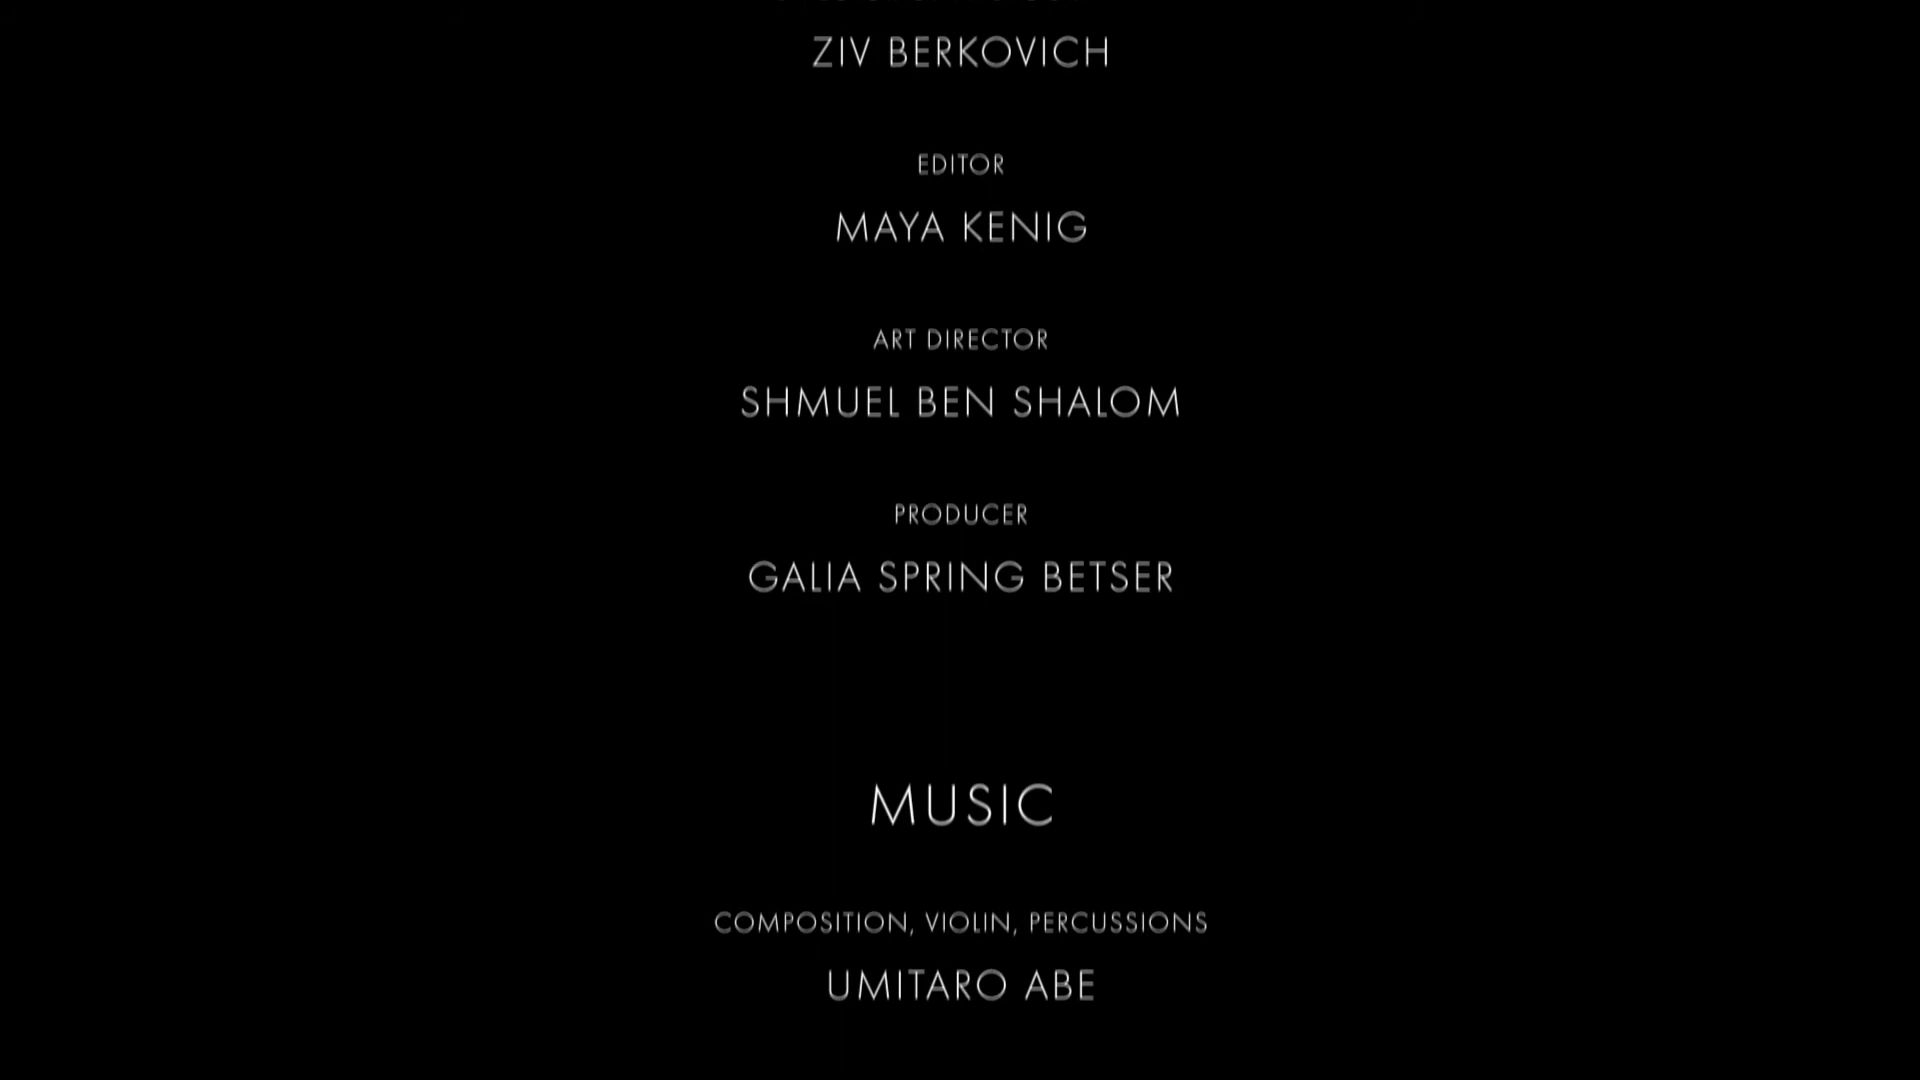 ZIV BERKOVICH
EDITOR
MAYA KENIG
ART DIRECTOR
SHMUEL BEN SHALOM
PRODUCER
GALIA SPRING BETSER
MUSIC
COMPOSITION, VIOLIN, PERCUSSIONS
UMITARO ABE